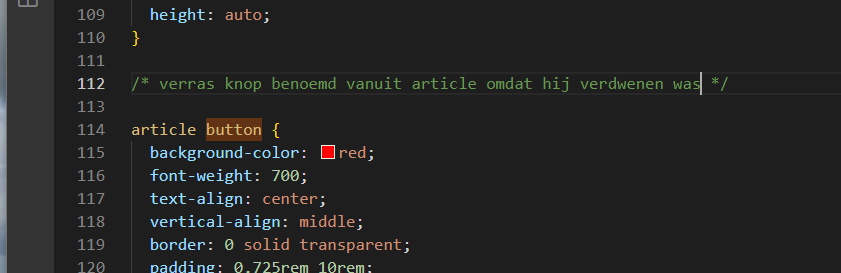 109 height: auto;
110 }
111
112 /* verras knop benoemd vanuit article omdat hij verdwenen was */
113
114 article button {
115 background-color: red;
116 font-weight: 700;
117 text-align: center;
118 vertical-align: middle;
119 border: 0 solid transparent;
120 padding: 0.725rem 10rem;